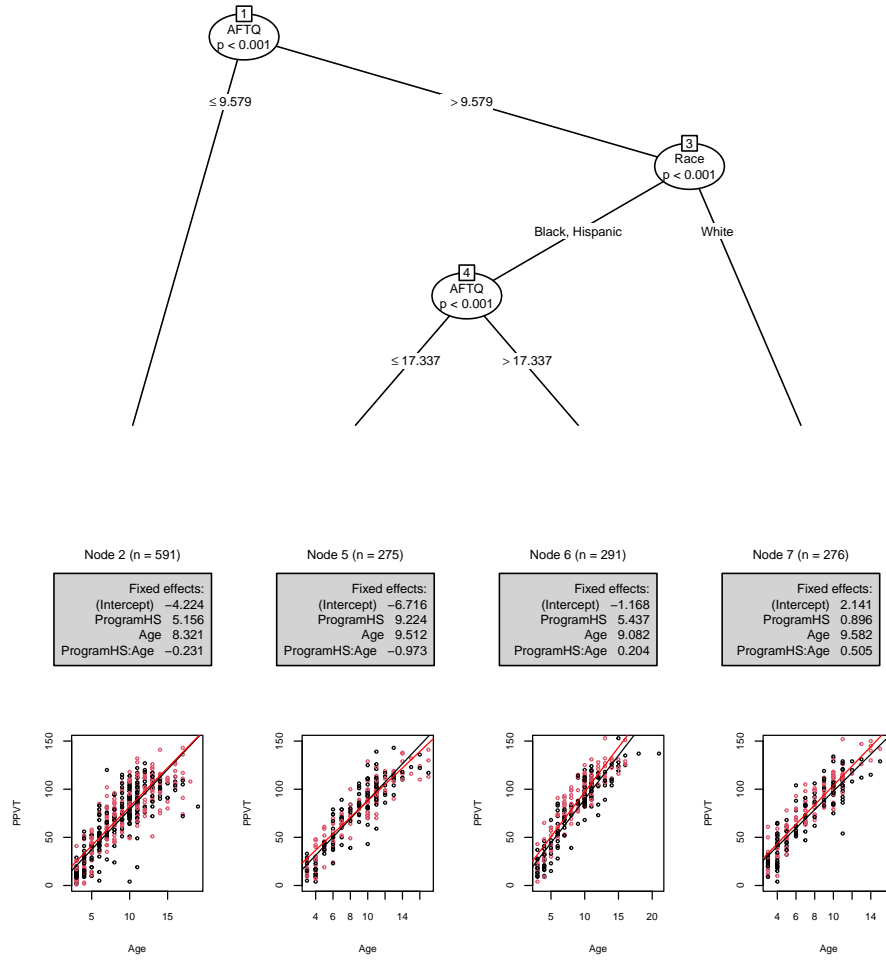 1
AFTQ
p < 0.001
≤ 9.579
> 9.579
3
Race
p < 0.001
Black, Hispanic
White
4
AFTQ
p < 0.001
≤ 17.337
> 17.337
Node 2 (n = 591)
Fixed effects:
(Intercept) −4.224
ProgramHS 5.156
Age 8.321
ProgramHS:Age −0.231
Node 5 (n = 275)
Fixed effects:
(Intercept) −6.716
ProgramHS 9.224
Age 9.512
ProgramHS:Age −0.973
Node 6 (n = 291)
Fixed effects:
(Intercept) −1.168
ProgramHS 5.437
Age 9.082
ProgramHS:Age 0.204
Node 7 (n = 276)
Fixed effects:
(Intercept) 2.141
ProgramHS 0.896
Age 9.582
ProgramHS:Age 0.505
150
100
50
0
PPVT
5 10 15
Age
150
100
50
0
PPVT
4 6 8 10 14
Age
150
100
50
0
PPVT
5 10 15 20
Age
150
100
50
0
PPVT
4 6 8 10 14
Age